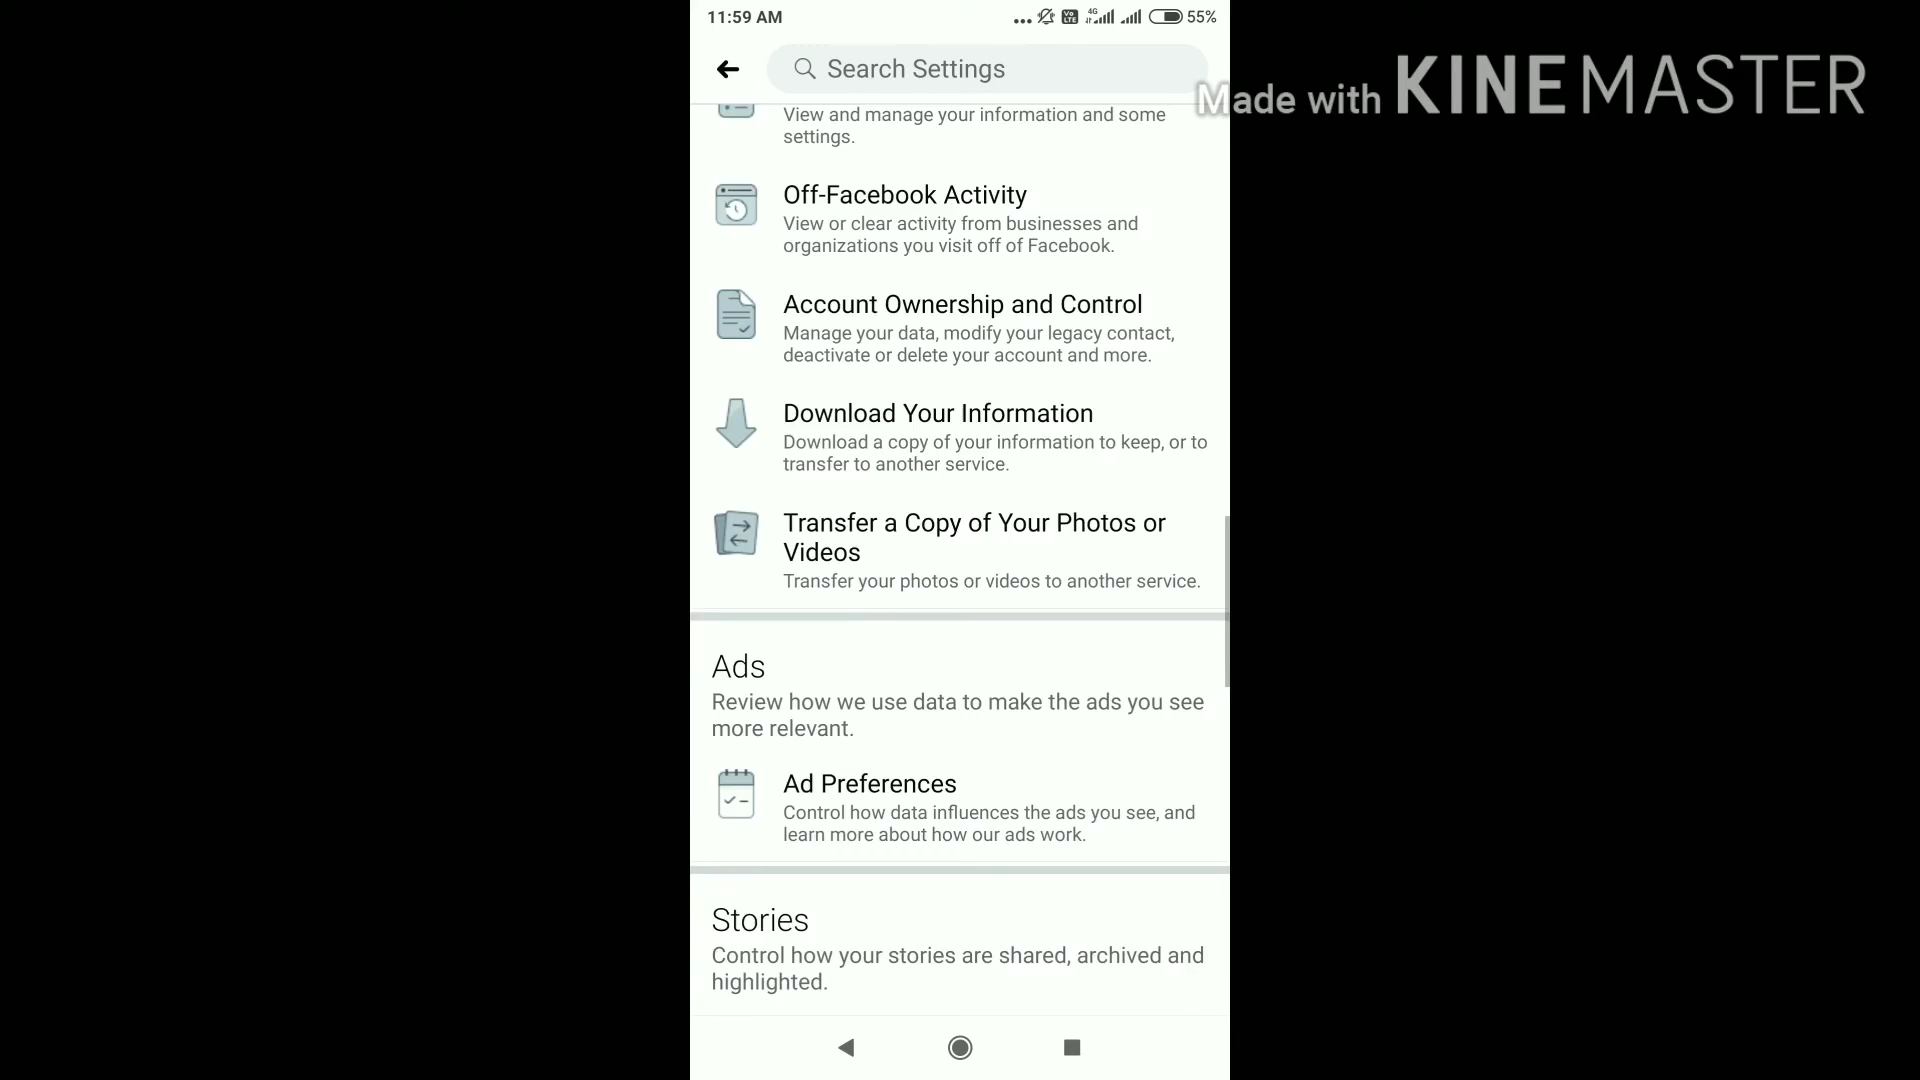 11:59 AM
4G
Vo
LTE
55%
Search Settings
Made with KINEMASTER
View and manage your information and some
settings.
Off-Facebook Activity
View or clear activity from businesses and
organizations you visit off of Facebook.
Account Ownership and Control
Manage your data, modify your legacy contact,
deactivate or delete your account and more.
Download Your Information
Download a copy of your information to keep, or to
transfer to another service.
Transfer a Copy of Your Photos or
Videos
Transfer your photos or videos to another service.
Ads
Review how we use data to make the ads you see
more relevant.
Ad Preferences
Control how data influences the ads you see, and
learn more about how our ads work.
Stories
Control how your stories are shared, archived and
highlighted.